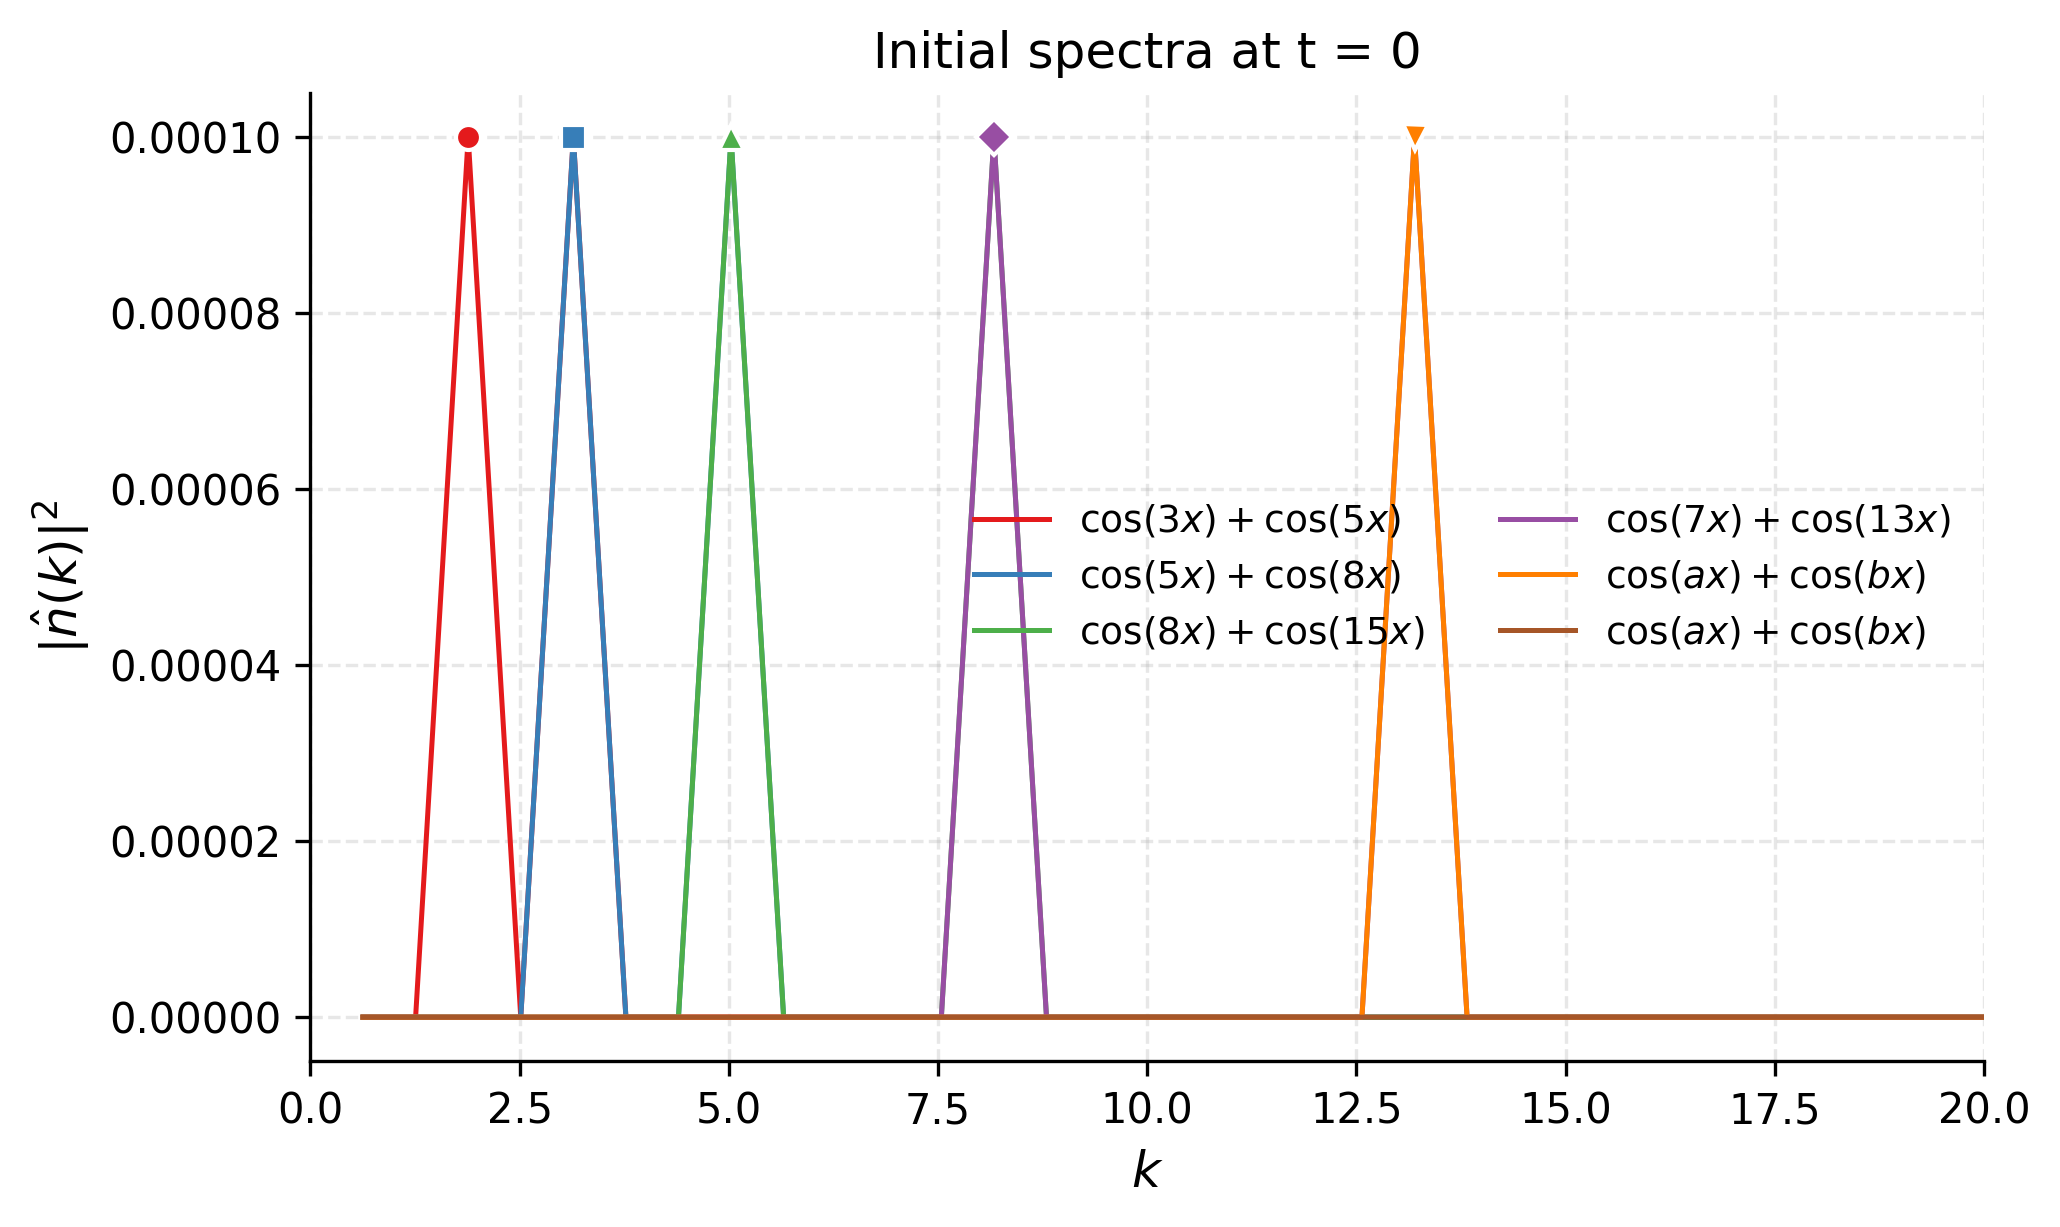 Initial spectra at t = 0
|n̂(k)|²
0.00010
0.00008
0.00006
0.00004
0.00002
0.00000
cos(3x) + cos(5x)
cos(5x) + cos(8x)
cos(8x) + cos(15x)
cos(7x) + cos(13x)
cos(ax) + cos(bx)
cos(ax) + cos(bx)
0.0 2.5 5.0 7.5 10.0 12.5 15.0 17.5 20.0
k